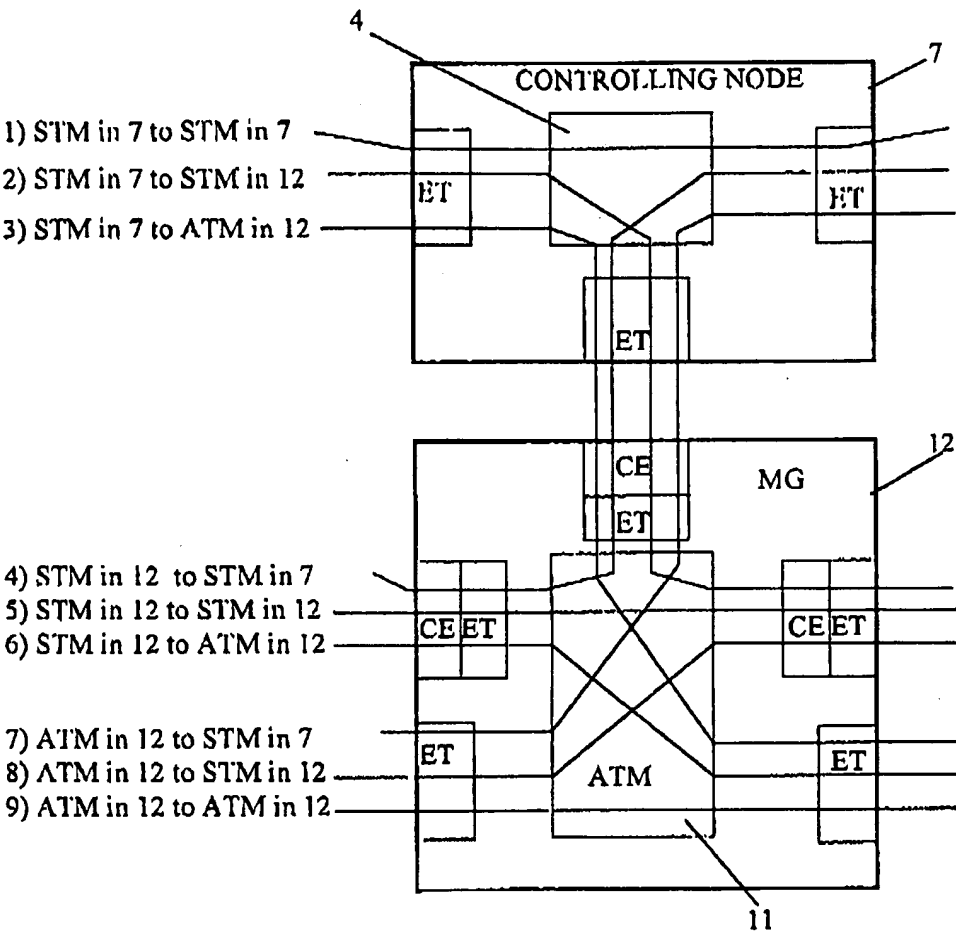 4
7
CONTROLLING NODE
1) STM in 7 to STM in 7
2) STM in 7 to STM in 12
3) STM in 7 to ATM in 12
ET
ET
ET
12
CE
MG
ET
4) STM in 12 to STM in 7
5) STM in 12 to STM in 12
6) STM in 12 to ATM in 12
CE ET
CE ET
7) ATM in 12 to STM in 7
8) ATM in 12 to STM in 12
9) ATM in 12 to ATM in 12
ET
ATM
ET
11